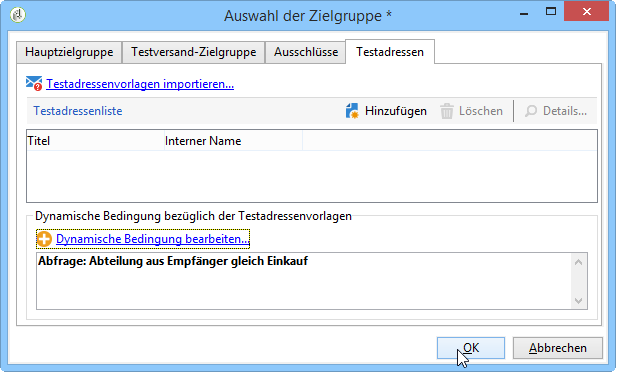 Auswahl der Zielgruppe *
Hauptzielgruppe Testversand-Zielgruppe Ausschlüsse Testadressen
Testadressenvorlagen importieren...
Testadressenliste Hinzufügen Löschen Details...
Titel Interner Name
Dynamische Bedingung bezüglich der Testadressenvorlagen
Dynamische Bedingung bearbeiten...
Abfrage: Abteilung aus Empfänger gleich Einkauf
OK Abbrechen